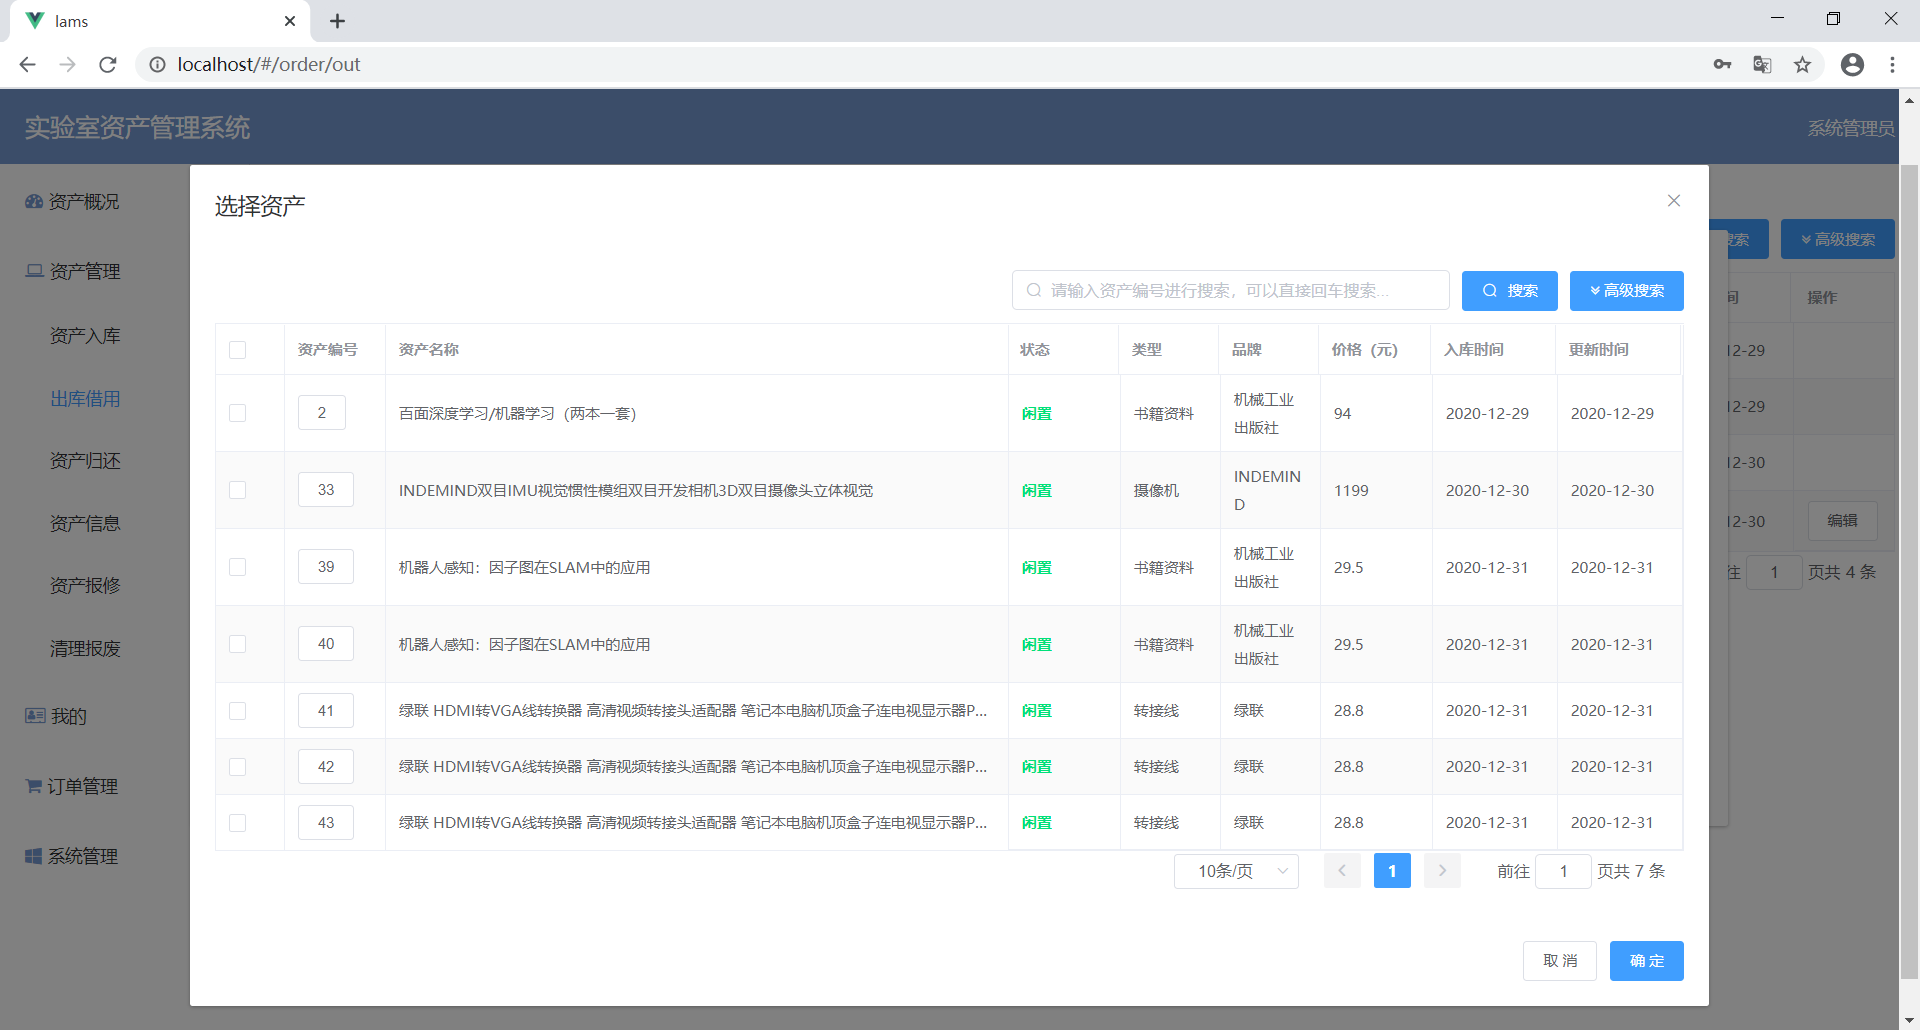 lams
localhost/#/order/out
实验室资产管理系统
系统管理员
资产概况
资产管理
资产入库
出库借用
资产归还
资产信息
资产报修
清理报废
我的
订单管理
系统管理
选择资产
请输入资产编号进行搜索，可以直接回车搜索...
搜索
高级搜索
资产编号 资产名称 状态 类型 品牌 价格（元） 入库时间 更新时间
2 百面深度学习/机器学习（两本一套） 闲置 书籍资料 机械工业出版社 94 2020-12-29 2020-12-29
33 INDEMIND双目IMU视觉惯性模组双目开发相机3D双目摄像头立体视觉 闲置 摄像机 INDEMIND 1199 2020-12-30 2020-12-30
39 机器人感知：因子图在SLAM中的应用 闲置 书籍资料 机械工业出版社 29.5 2020-12-31 2020-12-31
40 机器人感知：因子图在SLAM中的应用 闲置 书籍资料 机械工业出版社 29.5 2020-12-31 2020-12-31
41 绿联 HDMI转VGA线转换器 高清视频转接头适配器 笔记本电脑机顶盒子连电视显示器P... 闲置 转接线 绿联 28.8 2020-12-31 2020-12-31
42 绿联 HDMI转VGA线转换器 高清视频转接头适配器 笔记本电脑机顶盒子连电视显示器P... 闲置 转接线 绿联 28.8 2020-12-31 2020-12-31
43 绿联 HDMI转VGA线转换器 高清视频转接头适配器 笔记本电脑机顶盒子连电视显示器P... 闲置 转接线 绿联 28.8 2020-12-31 2020-12-31
10条/页 1 前往 1 页共 7 条
取 消 确 定
搜索 高级搜索
间 操作
12-29
12-29
12-30
12-30 编辑
往 1 页共 4 条